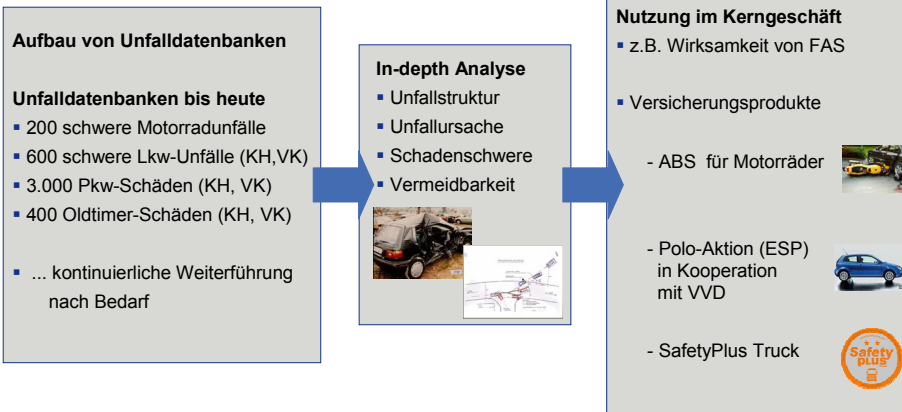 Aufbau von Unfalldatenbanken
Unfalldatenbanken bis heute
▪ 200 schwere Motorradunfälle
▪ 600 schwere Lkw-Unfälle (KH,VK)
▪ 3.000 Pkw-Schäden (KH, VK)
▪ 400 Oldtimer-Schäden (KH, VK)
▪ ... kontinuierliche Weiterführung
nach Bedarf
In-depth Analyse
▪ Unfallstruktur
▪ Unfallursache
▪ Schadenschwere
▪ Vermeidbarkeit
Nutzung im Kerngeschäft
▪ z.B. Wirksamkeit von FAS
▪ Versicherungsprodukte
- ABS für Motorräder
- Polo-Aktion (ESP)
in Kooperation
mit VVD
- SafetyPlus Truck
Safety
PLUS